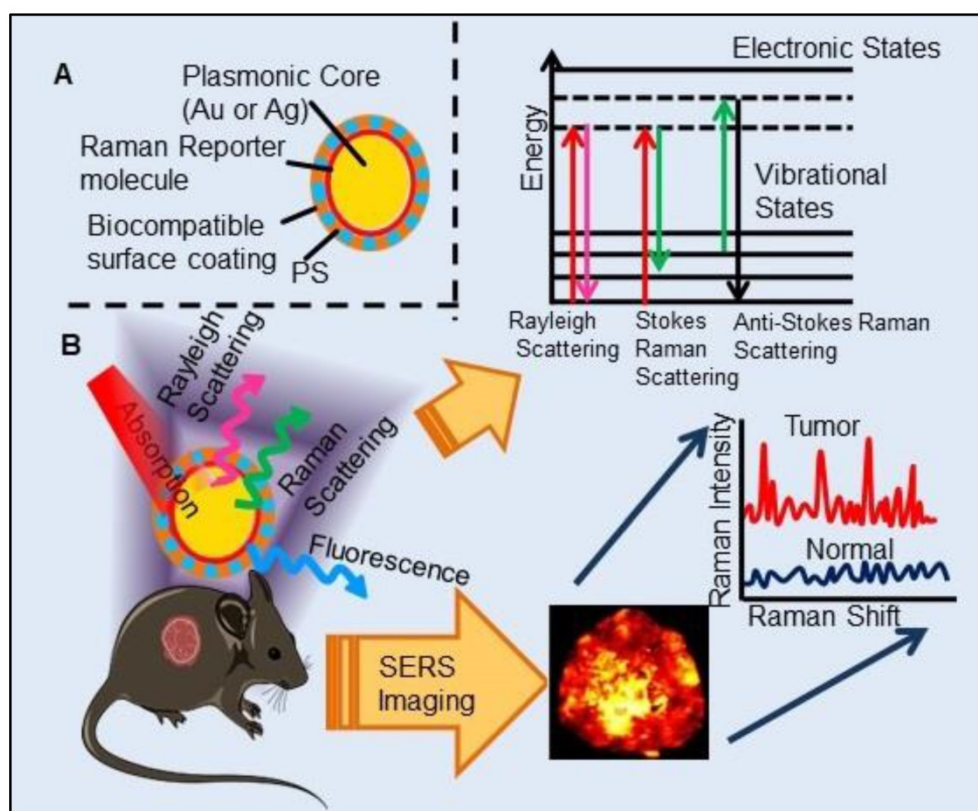 A
Plasmonic Core
(Au or Ag)
Raman Reporter
molecule
Biocompatible
surface coating
PS
Electronic States
Energy
Vibrational
States
Rayleigh
Scattering
Stokes
Raman
Scattering
Anti-Stokes Raman
Scattering
B
Absorption
Rayleigh
Scattering
Raman
Scattering
Fluorescence
SERS
Imaging
Raman Intensity
Tumor
Normal
Raman Shift